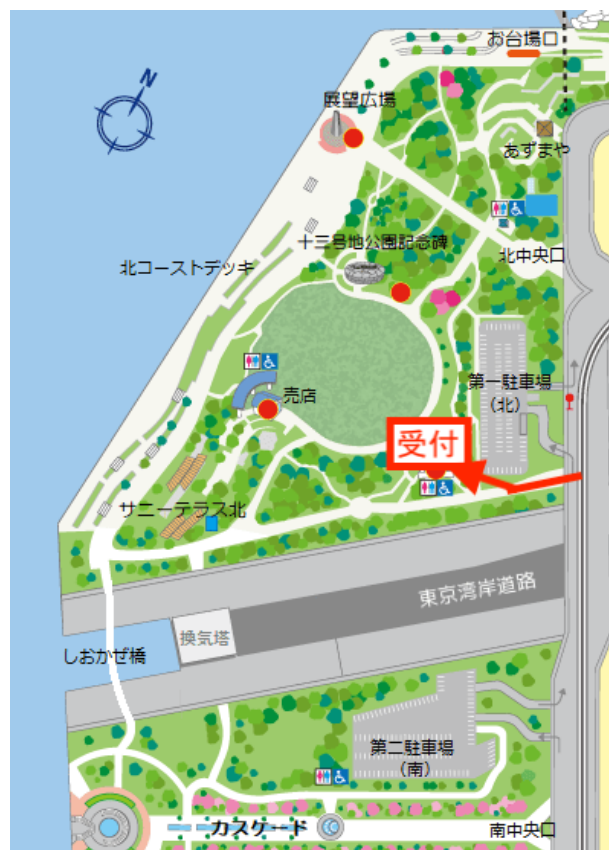 お台場口
N
展望広場
あずまや
十三号地公園記念碑
北中央口
北コーストデッキ
第一駐車場
(北)
売店
受付
サニーテラス北
東京湾岸道路
換気塔
しおかぜ橋
第二駐車場
(南)
カスケード
南中央口